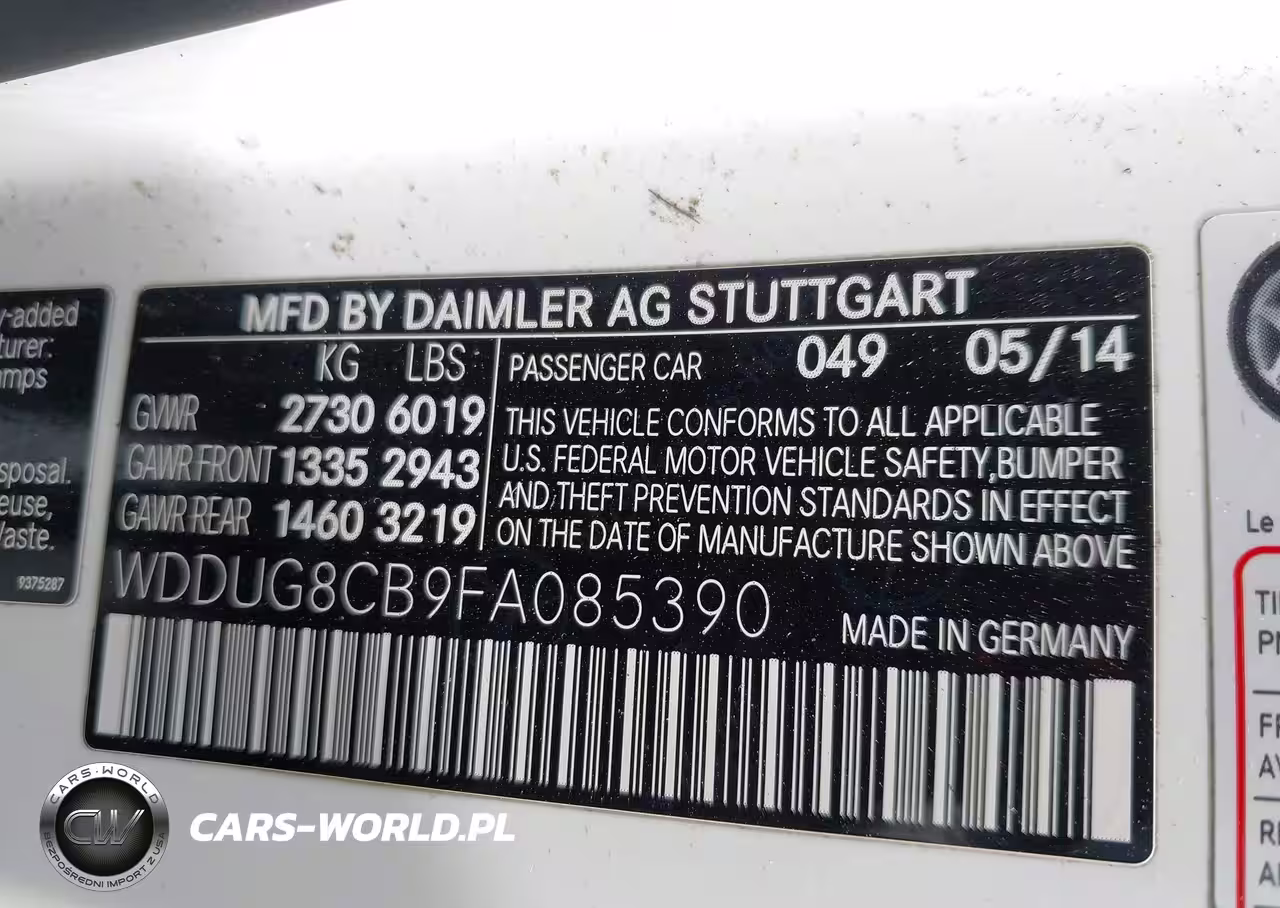 MFD BY DAIMLER AG STUTTGART
KG LBS
GVWR 2730 6019
GAWR FRONT 1335 2943
GAWR REAR 1460 3219
PASSENGER CAR 049 05/14
THIS VEHICLE CONFORMS TO ALL APPLICABLE
U.S. FEDERAL MOTOR VEHICLE SAFETY, BUMPER
AND THEFT PREVENTION STANDARDS IN EFFECT
ON THE DATE OF MANUFACTURE SHOWN ABOVE
WDDUG8CB9FA085390
MADE IN GERMANY
y-added
turer:
mps
sposal.
euse,
Waste.
9375287
Le
TI
P
F
A
R
A
CARS-WORLD
CW
BEZPOŚREDNI IMPORT Z USA
CARS-WORLD.PL